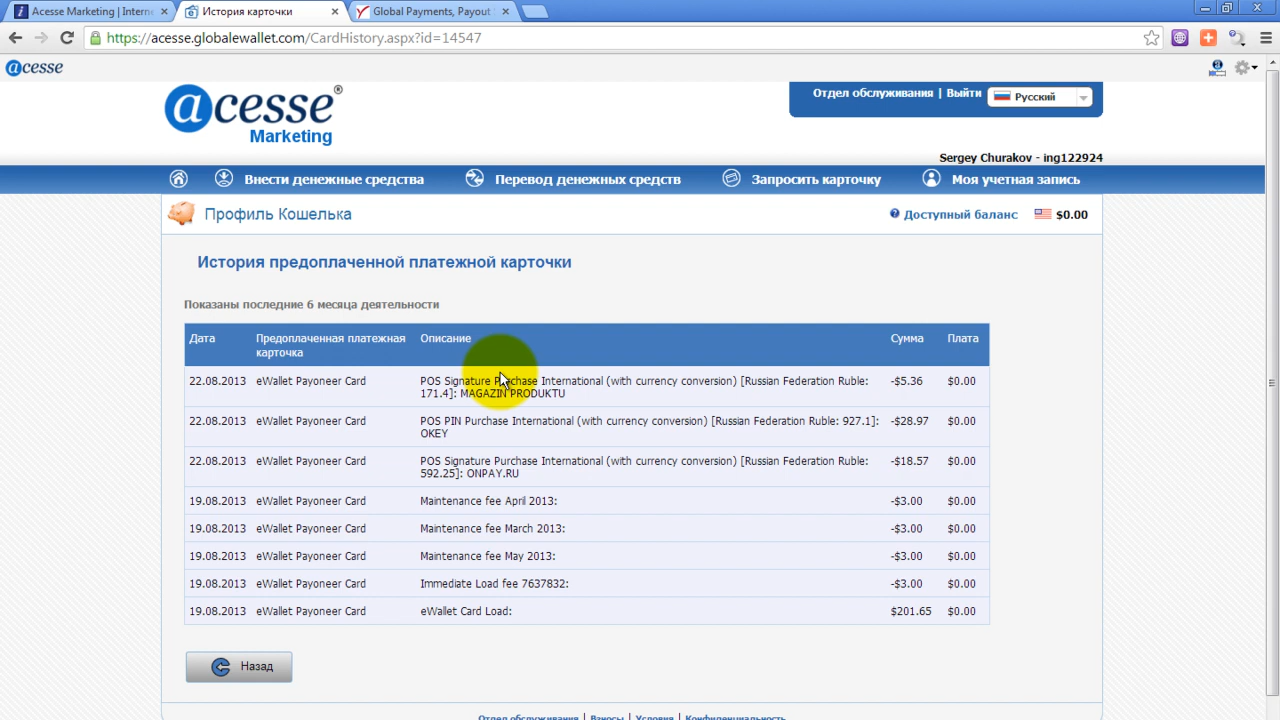 Acesse Marketing | Interne
История карточки
Global Payments, Payout
https://acesse.globalewallet.com/CardHistory.aspx?id=14547
acesse
acesse®
Marketing
Отдел обслуживания | Выйти
Русский
Sergey Churakov - ing122924
Внести денежные средства
Перевод денежных средств
Запросить карточку
Моя учетная запись
Профиль Кошелька
Доступный баланс $0.00
История предоплаченной платежной карточки
Показаны последние 6 месяца деятельности
Дата Предоплаченная платежная карточка Описание Сумма Плата
22.08.2013 eWallet Payoneer Card POS Signature Purchase International (with currency conversion) [Russian Federation Ruble: -$5.36 $0.00
171.4]: MAGAZIN PRODUKTU
22.08.2013 eWallet Payoneer Card POS PIN Purchase International (with currency conversion) [Russian Federation Ruble: 927.1]: -$28.97 $0.00
OKEY
22.08.2013 eWallet Payoneer Card POS Signature Purchase International (with currency conversion) [Russian Federation Ruble: -$18.57 $0.00
592.25]: ONPAY.RU
19.08.2013 eWallet Payoneer Card Maintenance fee April 2013: -$3.00 $0.00
19.08.2013 eWallet Payoneer Card Maintenance fee March 2013: -$3.00 $0.00
19.08.2013 eWallet Payoneer Card Maintenance fee May 2013: -$3.00 $0.00
19.08.2013 eWallet Payoneer Card Immediate Load fee 7637832: -$3.00 $0.00
19.08.2013 eWallet Payoneer Card eWallet Card Load: $201.65 $0.00
Назад
Отдел обслуживания | Взносы | Условия | Конфиденциальность